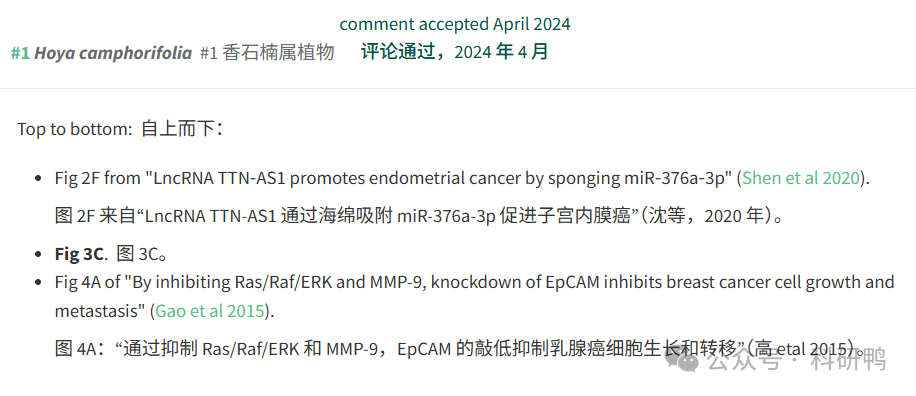 comment accepted April 2024
#1 Hoya camphorifolia #1 香石楠属植物 评论通过，2024 年 4 月
Top to bottom: 自上而下：
• Fig 2F from "LncRNA TTN-AS1 promotes endometrial cancer by sponging miR-376a-3p" (Shen et al 2020).
图 2F 来自“LncRNA TTN-AS1 通过海绵吸附 miR-376a-3p 促进子宫内膜癌”（沈等，2020 年）。
• Fig 3C. 图 3C。
• Fig 4A of "By inhibiting Ras/Raf/ERK and MMP-9, knockdown of EpCAM inhibits breast cancer cell growth and
metastasis" (Gao et al 2015).
图 4A：“通过抑制 Ras/Raf/ERK 和 MMP-9，EpCAM 的敲低抑制乳腺癌细胞生长和转移”（高 etal 2015）。
公众号 · 科研鸭